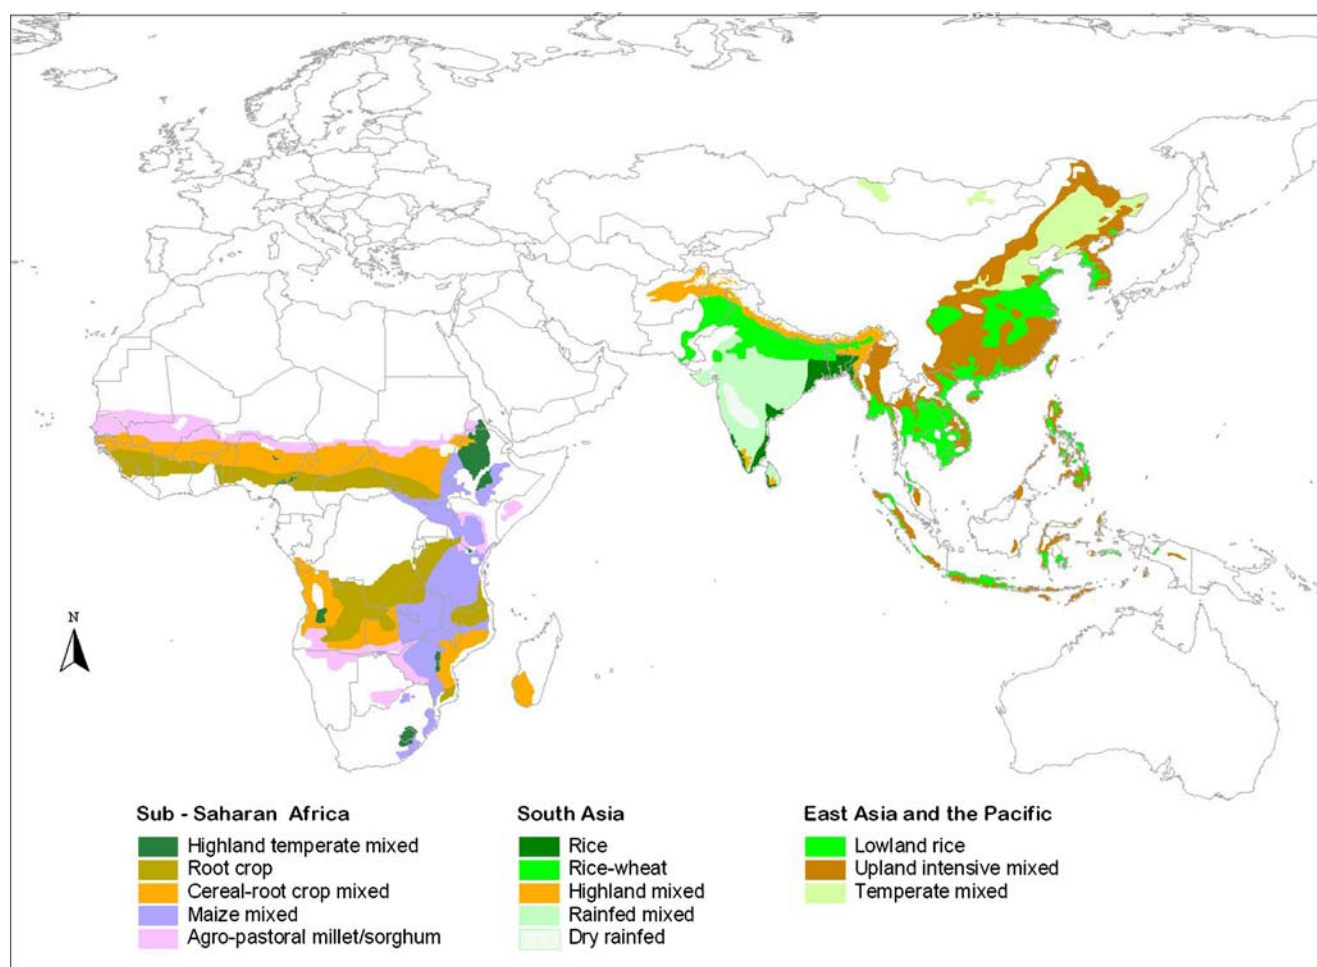 N
Sub - Saharan Africa
Highland temperate mixed
Root crop
Cereal-root crop mixed
Maize mixed
Agro-pastoral millet/sorghum
South Asia
Rice
Rice-wheat
Highland mixed
Rainfed mixed
Dry rainfed
East Asia and the Pacific
Lowland rice
Upland intensive mixed
Temperate mixed